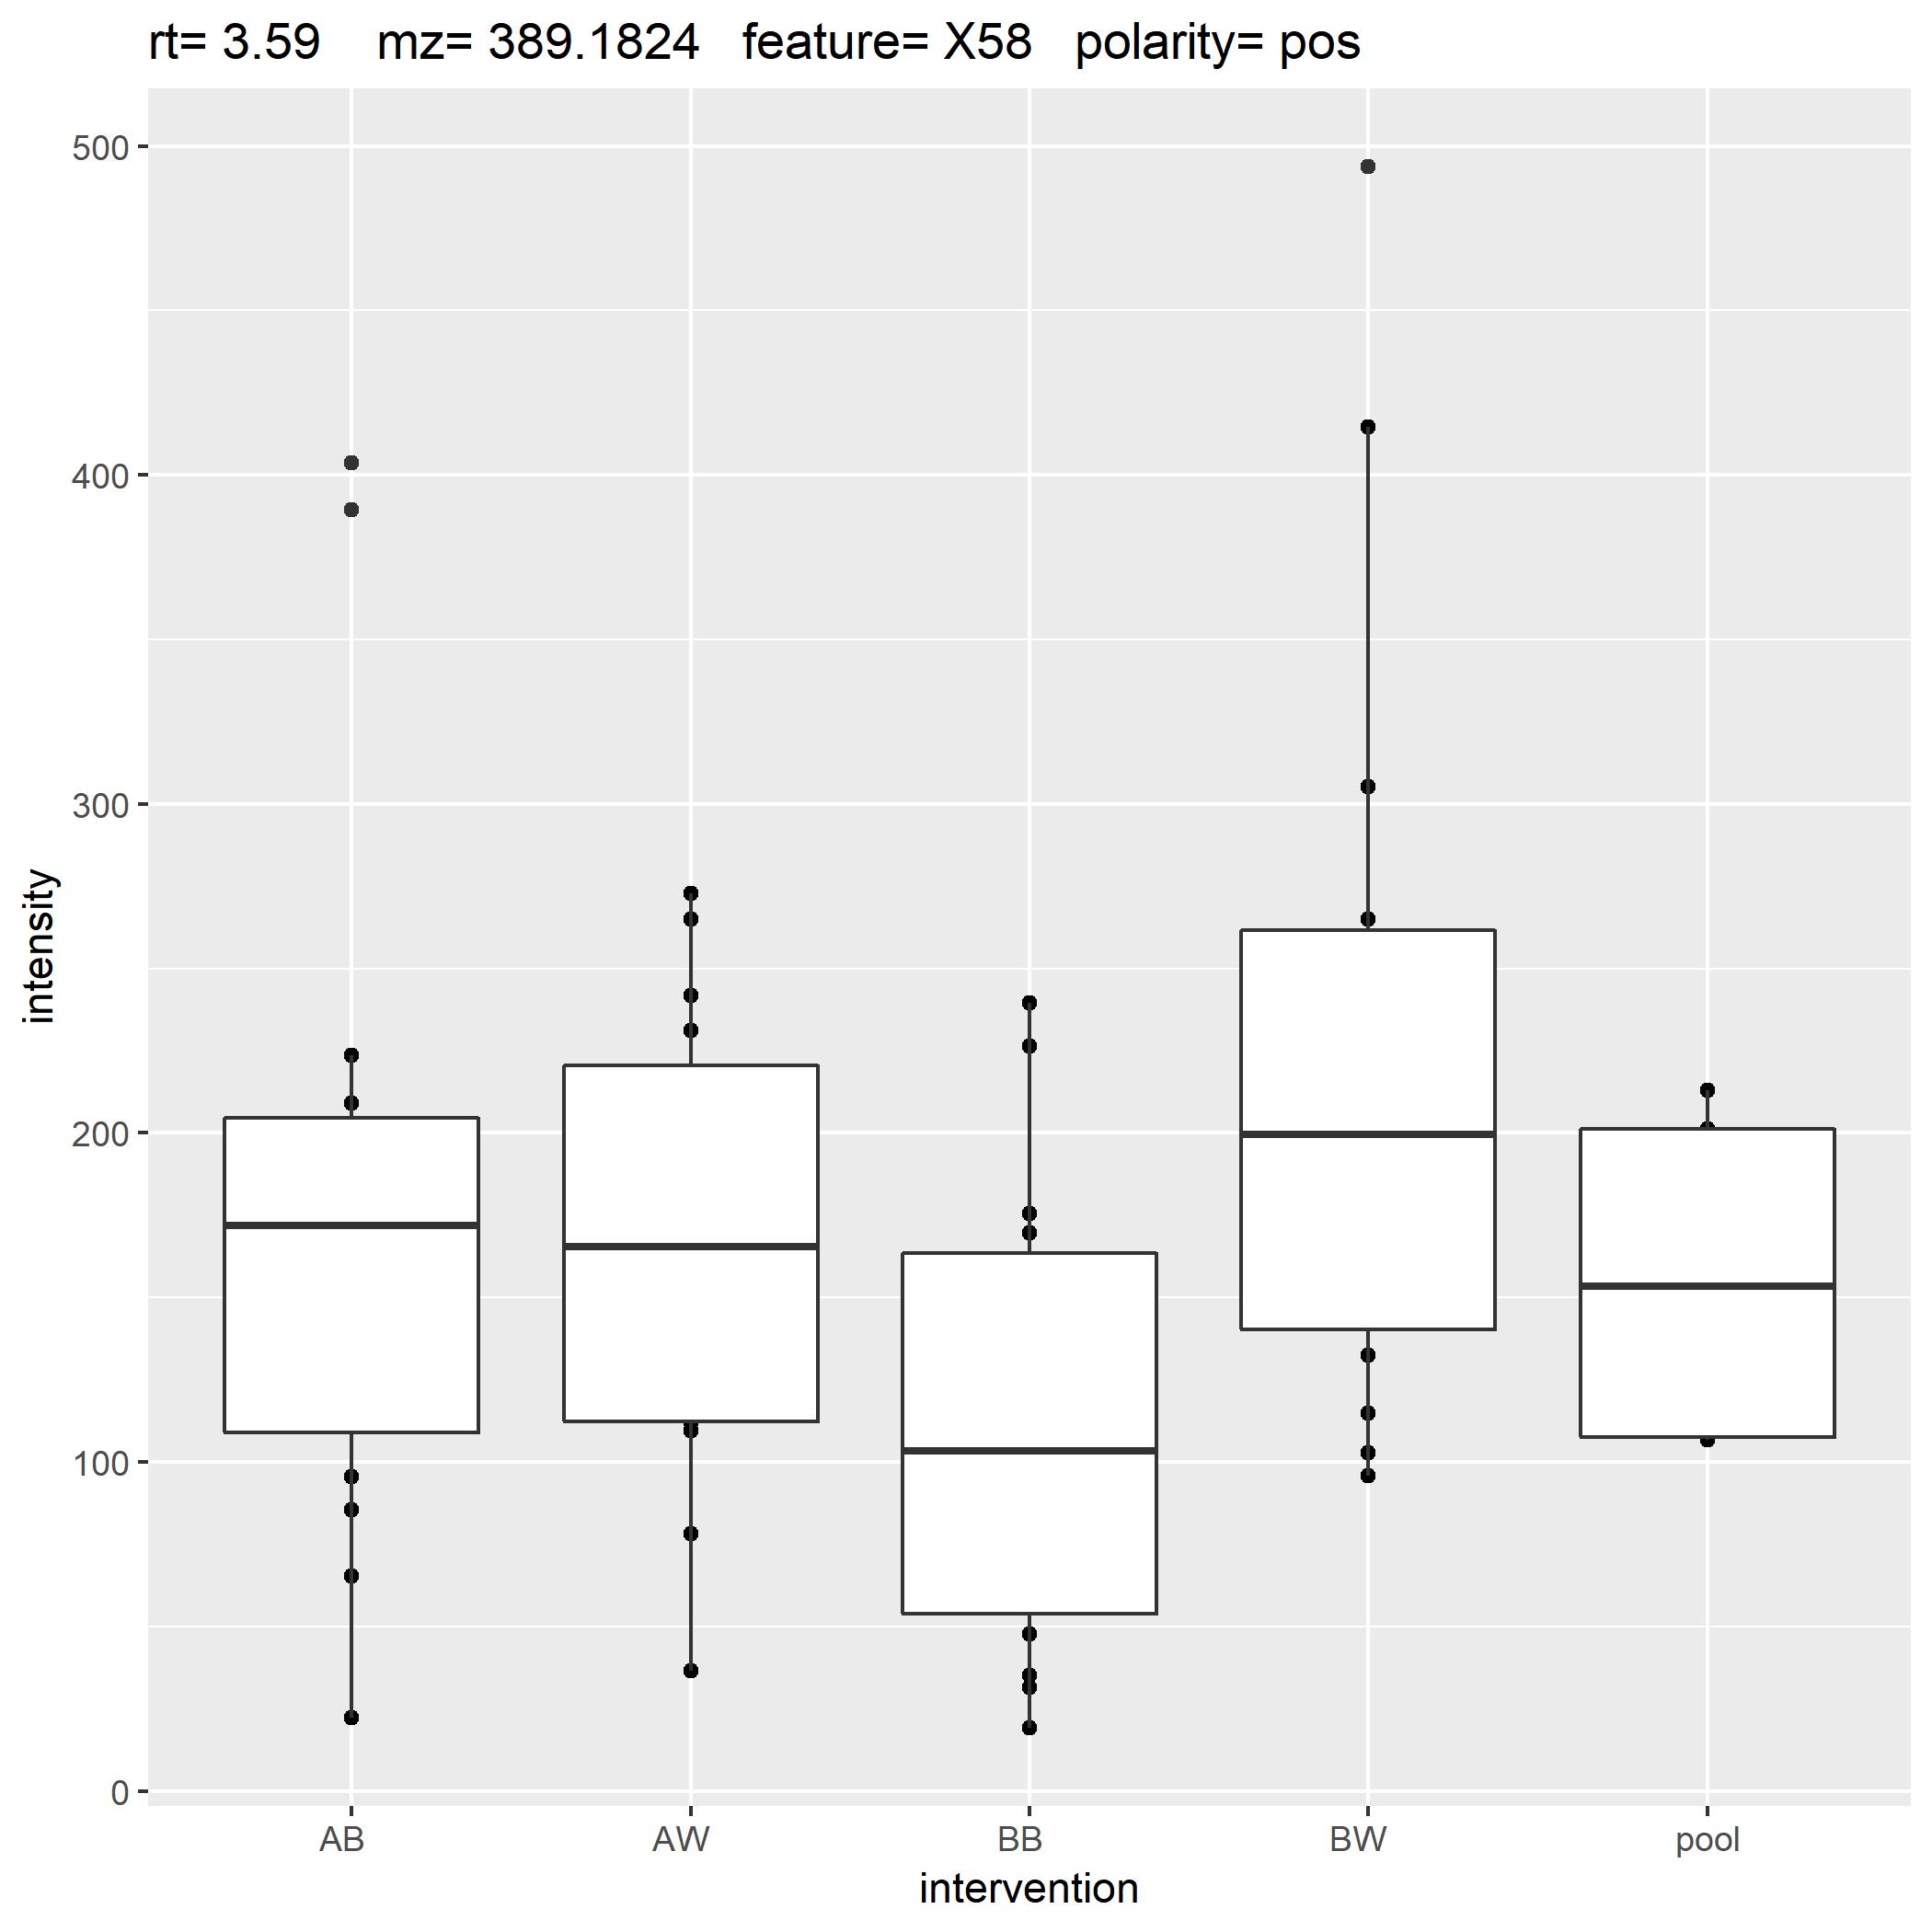 rt= 3.59    mz= 389.1824   feature= X58   polarity= pos
500
400
300
200
100
0
intensity
AB AW BB BW pool
intervention